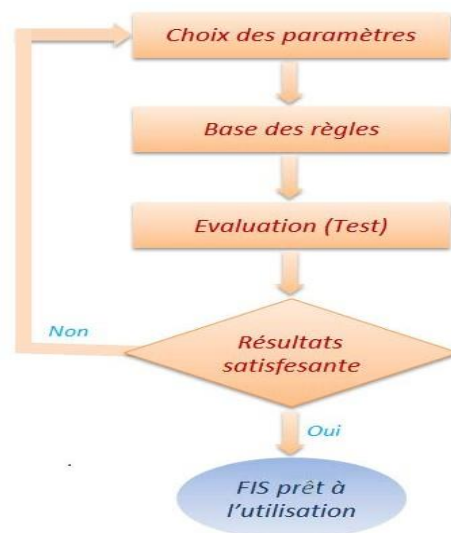 Choix des paramètres
Base des règles
Evaluation (Test)
Non
Résultats
satisfesante
Oui
FIS prêt à
l'utilisation